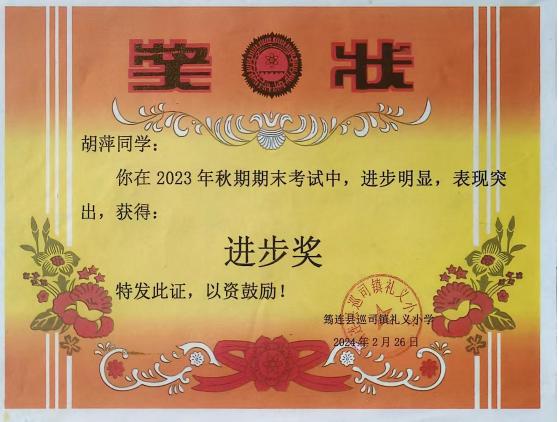 奖状
胡萍同学：
你在2023年秋期期末考试中，进步明显，表现突
出，获得：
进步奖
特发此证，以资鼓励！
筠连县巡司镇礼义小学
2024年2月26日